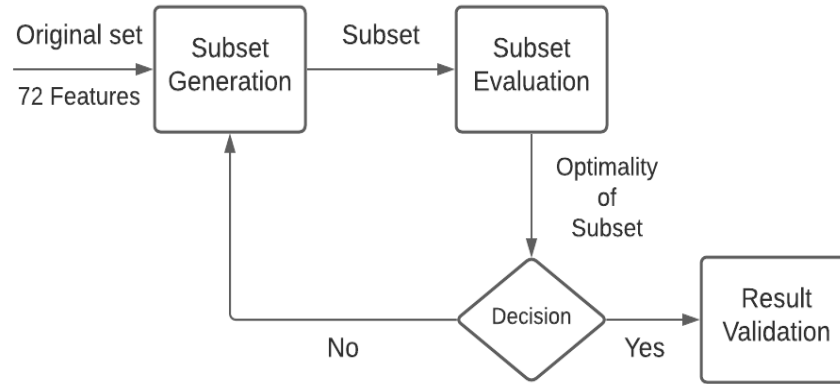 Original set
72 Features
Subset
Generation
Subset
Subset
Evaluation
Optimality
of
Subset
Decision
No
Yes
Result
Validation